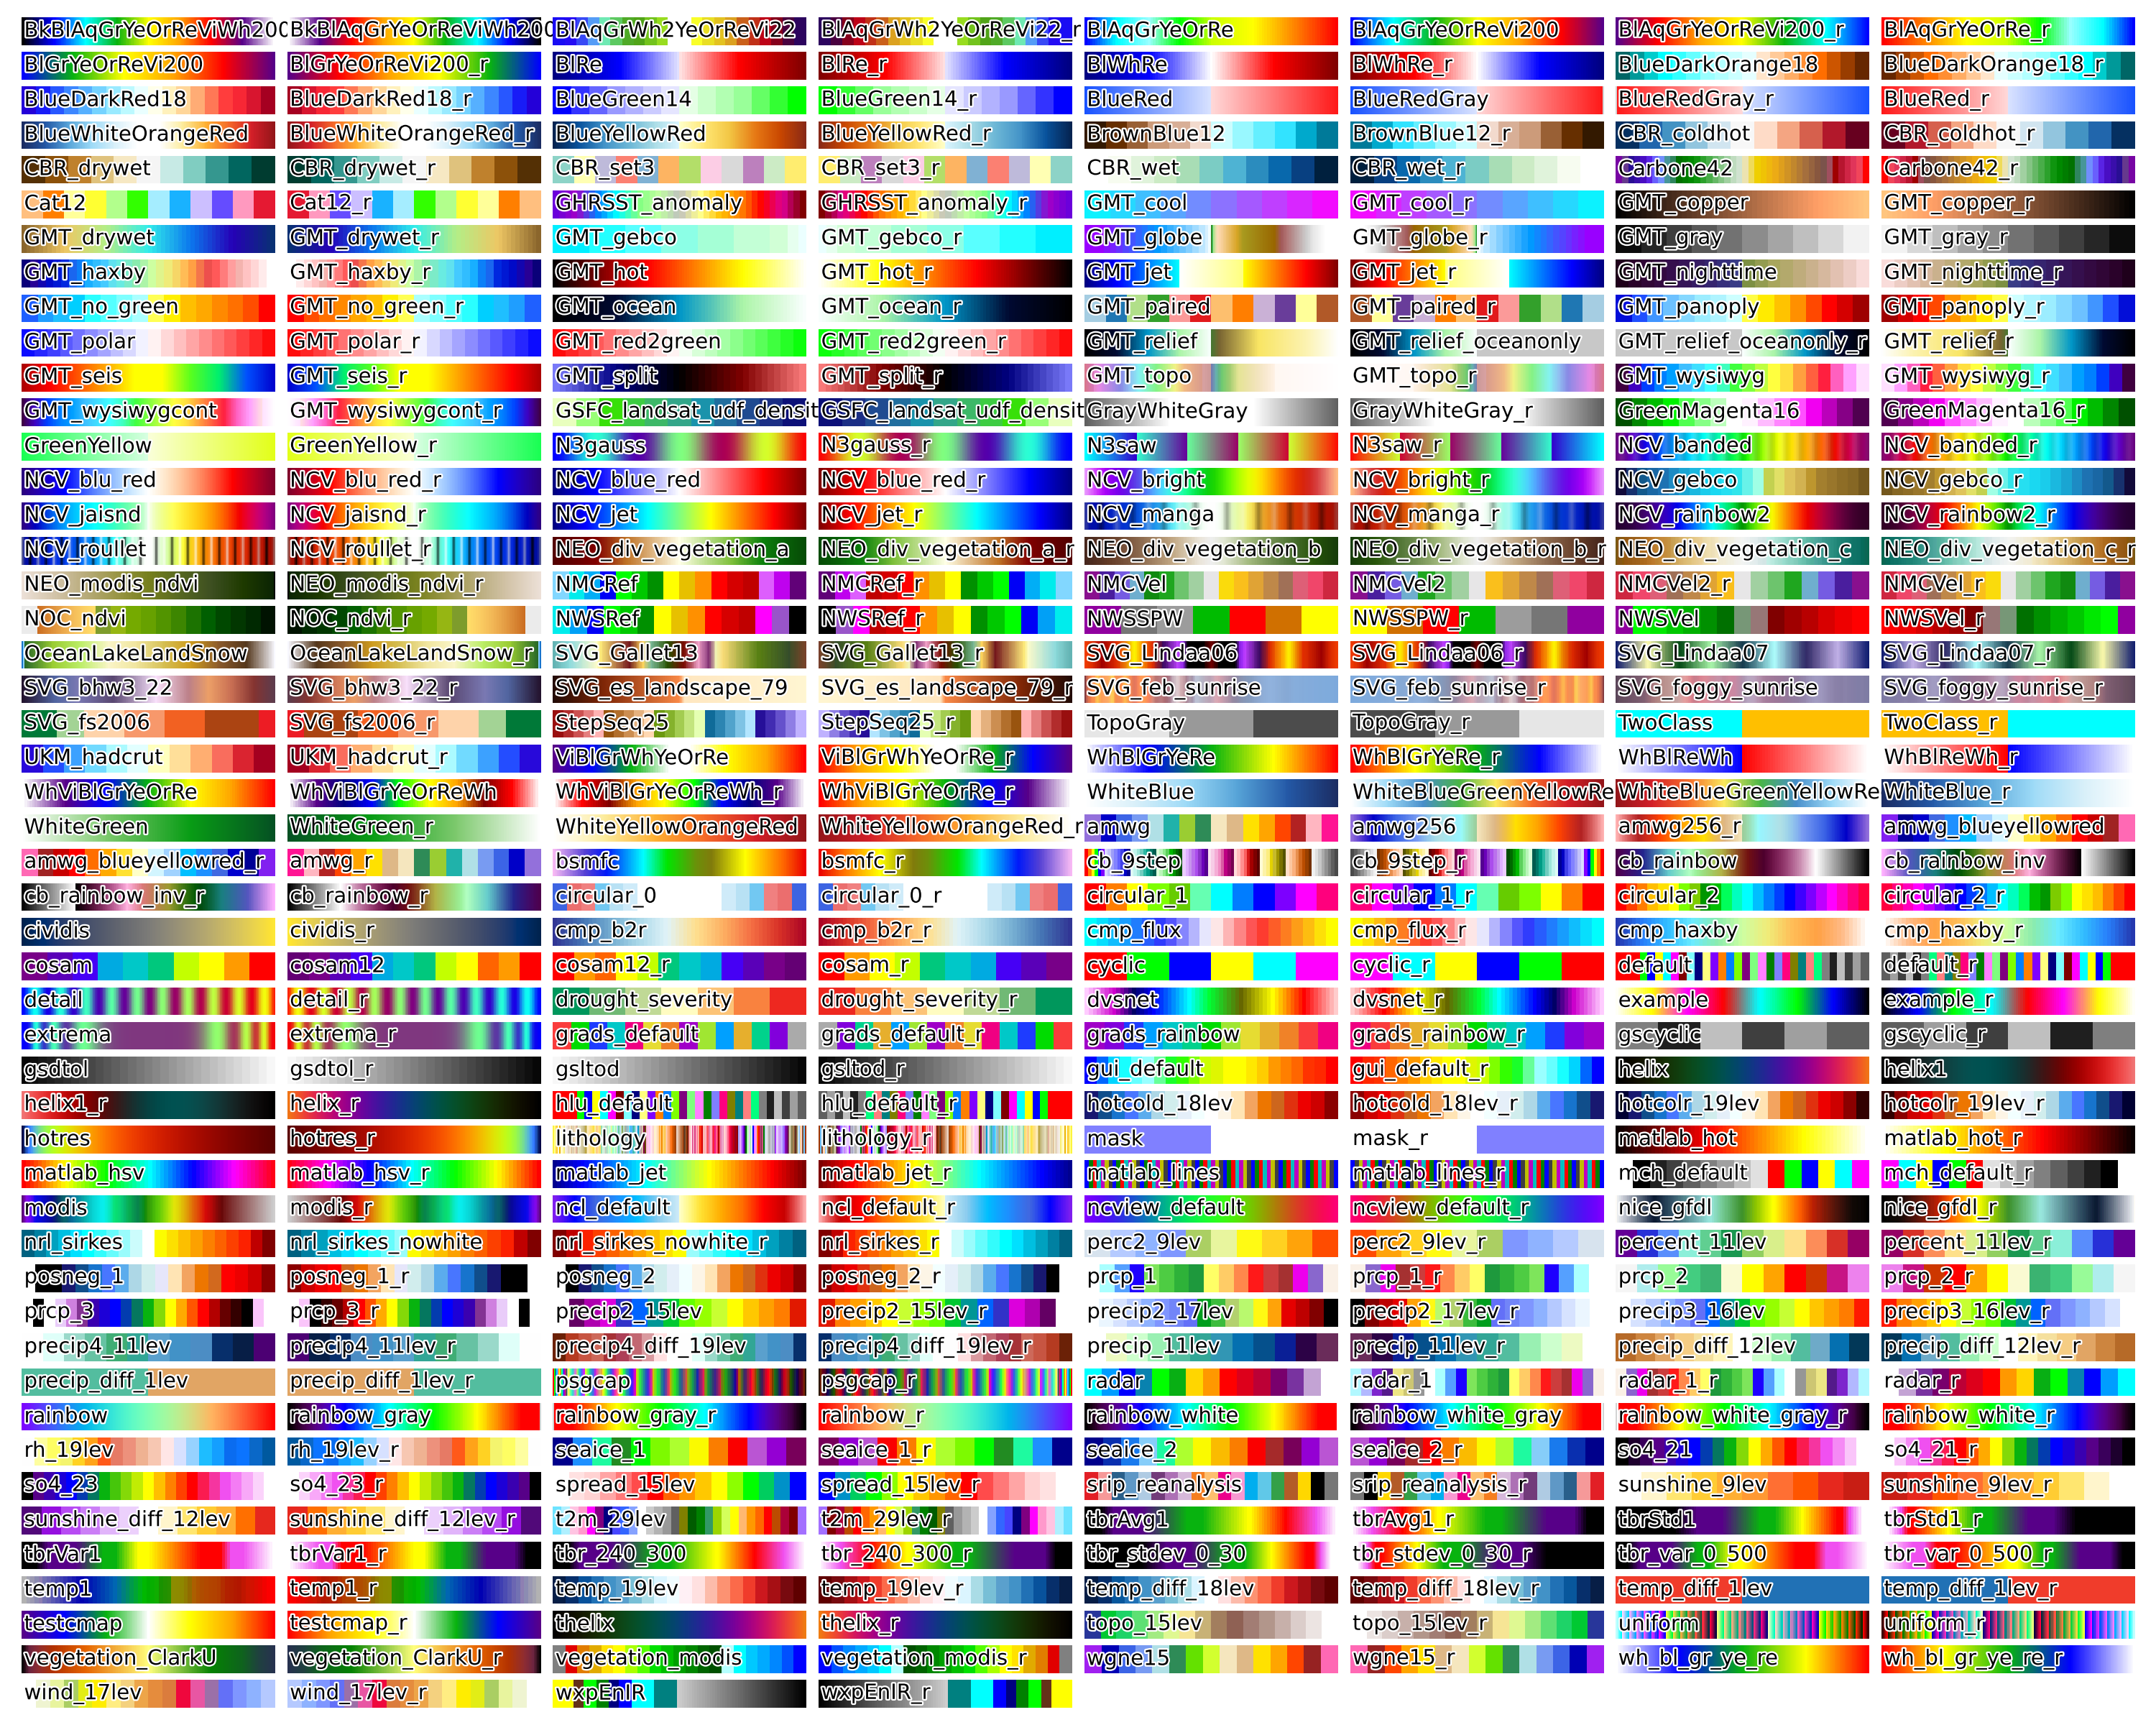 BkBlAqGrYeOrReViWh200 BkBlAqGrYeOrReViWh200 BlAqGrWh2YeOrReVi22 BlAqGrWh2YeOrReVi22_r BlAqGrYeOrRe BlAqGrYeOrReVi200 BlAqGrYeOrReVi200_r BlAqGrYeOrRe_r
BlGrYeOrReVi200 BlGrYeOrReVi200_r BlRe BlRe_r BlWhRe BlWhRe_r BlueDarkOrange18 BlueDarkOrange18_r
BlueDarkRed18 BlueDarkRed18_r BlueGreen14 BlueGreen14_r BlueRed BlueRedGray BlueRedGray_r BlueRed_r
BlueWhiteOrangeRed BlueWhiteOrangeRed_r BlueYellowRed BlueYellowRed_r BrownBlue12 BrownBlue12_r CBR_coldhot CBR_coldhot_r
CBR_drywet CBR_drywet_r CBR_set3 CBR_set3_r CBR_wet CBR_wet_r Carbone42 Carbone42_r
Cat12 Cat12_r GHRSST_anomaly GHRSST_anomaly_r GMT_cool GMT_cool_r GMT_copper GMT_copper_r
GMT_drywet GMT_drywet_r GMT_gebco GMT_gebco_r GMT_globe GMT_globe_r GMT_gray GMT_gray_r
GMT_haxby GMT_haxby_r GMT_hot GMT_hot_r GMT_jet GMT_jet_r GMT_nighttime GMT_nighttime_r
GMT_no_green GMT_no_green_r GMT_ocean GMT_ocean_r GMT_paired GMT_paired_r GMT_panoply GMT_panoply_r
GMT_polar GMT_polar_r GMT_red2green GMT_red2green_r GMT_relief GMT_relief_oceanonly GMT_relief_oceanonly_r GMT_relief_r
GMT_seis GMT_seis_r GMT_split GMT_split_r GMT_topo GMT_topo_r GMT_wysiwyg GMT_wysiwyg_r
GMT_wysiwygcont GMT_wysiwygcont_r GSFC_landsat_udf_densit GSFC_landsat_udf_densit GrayWhiteGray GrayWhiteGray_r GreenMagenta16 GreenMagenta16_r
GreenYellow GreenYellow_r N3gauss N3gauss_r N3saw N3saw_r NCV_banded NCV_banded_r
NCV_blu_red NCV_blu_red_r NCV_blue_red NCV_blue_red_r NCV_bright NCV_bright_r NCV_gebco NCV_gebco_r
NCV_jaisnd NCV_jaisnd_r NCV_jet NCV_jet_r NCV_manga NCV_manga_r NCV_rainbow2 NCV_rainbow2_r
NCV_roullet NCV_roullet_r NEO_div_vegetation_a NEO_div_vegetation_a_r NEO_div_vegetation_b NEO_div_vegetation_b_r NEO_div_vegetation_c NEO_div_vegetation_c_r
NEO_modis_ndvi NEO_modis_ndvi_r NMCRef NMCRef_r NMCVel NMCVel2 NMCVel2_r NMCVel_r
NOC_ndvi NOC_ndvi_r NWSRef NWSRef_r NWSSPW NWSSPW_r NWSVel NWSVel_r
OceanLakeLandSnow OceanLakeLandSnow_r SVG_Gallet13 SVG_Gallet13_r SVG_Lindaa06 SVG_Lindaa06_r SVG_Lindaa07 SVG_Lindaa07_r
SVG_bhw3_22 SVG_bhw3_22_r SVG_es_landscape_79 SVG_es_landscape_79_r SVG_feb_sunrise SVG_feb_sunrise_r SVG_foggy_sunrise SVG_foggy_sunrise_r
SVG_fs2006 SVG_fs2006_r StepSeq25 StepSeq25_r TopoGray TopoGray_r TwoClass TwoClass_r
UKM_hadcrut UKM_hadcrut_r ViBlGrWhYeOrRe ViBlGrWhYeOrRe_r WhBlGrYeRe WhBlGrYeRe_r WhBlReWh WhBlReWh_r
WhViBlGrYeOrRe WhViBlGrYeOrReWh WhViBlGrYeOrReWh_r WhViBlGrYeOrRe_r WhiteBlue WhiteBlueGreenYellowRe WhiteBlueGreenYellowRe WhiteBlue_r
WhiteGreen WhiteGreen_r WhiteYellowOrangeRed WhiteYellowOrangeRed_r amwg amwg256 amwg256_r amwg_blueyellowred
amwg_blueyellowred_r amwg_r bsmfc bsmfc_r cb_9step cb_9step_r cb_rainbow cb_rainbow_inv
cb_rainbow_inv_r cb_rainbow_r circular_0 circular_0_r circular_1 circular_1_r circular_2 circular_2_r
cividis cividis_r cmp_b2r cmp_b2r_r cmp_flux cmp_flux_r cmp_haxby cmp_haxby_r
cosam cosam12 cosam12_r cosam_r cyclic cyclic_r default default_r
detail detail_r drought_severity drought_severity_r dvsnet dvsnet_r example example_r
extrema extrema_r grads_default grads_default_r grads_rainbow grads_rainbow_r gscyclic gscyclic_r
gsdtol gsdtol_r gsltod gsltod_r gui_default gui_default_r helix helix1
helix1_r helix_r hlu_default hlu_default_r hotcold_18lev hotcold_18lev_r hotcolr_19lev hotcolr_19lev_r
hotres hotres_r lithology lithology_r mask mask_r matlab_hot matlab_hot_r
matlab_hsv matlab_hsv_r matlab_jet matlab_jet_r matlab_lines matlab_lines_r mch_default mch_default_r
modis modis_r ncl_default ncl_default_r ncview_default ncview_default_r nice_gfdl nice_gfdl_r
nrl_sirkes nrl_sirkes_nowhite nrl_sirkes_nowhite_r nrl_sirkes_r perc2_9lev perc2_9lev_r percent_11lev percent_11lev_r
posneg_1 posneg_1_r posneg_2 posneg_2_r prcp_1 prcp_1_r prcp_2 prcp_2_r
prcp_3 prcp_3_r precip2_15lev precip2_15lev_r precip2_17lev precip2_17lev_r precip3_16lev precip3_16lev_r
precip4_11lev precip4_11lev_r precip4_diff_19lev precip4_diff_19lev_r precip_11lev precip_11lev_r precip_diff_12lev precip_diff_12lev_r
precip_diff_1lev precip_diff_1lev_r psgcap psgcap_r radar radar_1 radar_1_r radar_r
rainbow rainbow_gray rainbow_gray_r rainbow_r rainbow_white rainbow_white_gray rainbow_white_gray_r rainbow_white_r
rh_19lev rh_19lev_r seaice_1 seaice_1_r seaice_2 seaice_2_r so4_21 so4_21_r
so4_23 so4_23_r spread_15lev spread_15lev_r srip_reanalysis srip_reanalysis_r sunshine_9lev sunshine_9lev_r
sunshine_diff_12lev sunshine_diff_12lev_r t2m_29lev t2m_29lev_r tbrAvg1 tbrAvg1_r tbrStd1 tbrStd1_r
tbrVar1 tbrVar1_r tbr_240_300 tbr_240_300_r tbr_stdev_0_30 tbr_stdev_0_30_r tbr_var_0_500 tbr_var_0_500_r
temp1 temp1_r temp_19lev temp_19lev_r temp_diff_18lev temp_diff_18lev_r temp_diff_1lev temp_diff_1lev_r
testcmap testcmap_r thelix thelix_r topo_15lev topo_15lev_r uniform uniform_r
vegetation_ClarkU vegetation_ClarkU_r vegetation_modis vegetation_modis_r wgne15 wgne15_r wh_bl_gr_ye_re wh_bl_gr_ye_re_r
wind_17lev wind_17lev_r wxpEnIR wxpEnIR_r